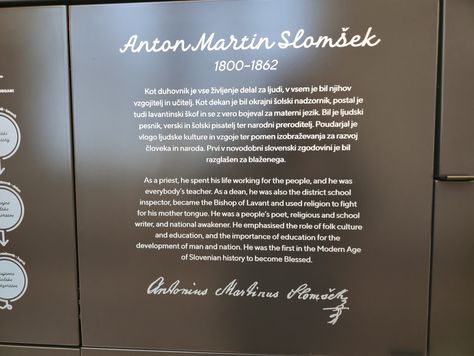 Anton Martin Slomšek
1800–1862
Kot duhovnik je vse življenje delal za ljudi, v vsem je bil njihov
vzgojitelj in učitelj. Kot dekan je bil okrajni šolski nadzornik, postal je
tudi lavantinski škof in se z vero bojeval za materni jezik. Bil je ljudski
pesnik, verski in šolski pisatelj ter narodni preroditelj. Poudarjal je
vlogo ljudske kulture in vzgoje ter pomen izobraževanja za razvoj
človeka in naroda. Prvi v novodobni slovenski zgodovini je bil
razglašen za blaženega.
As a priest, he spent his life working for the people, and he was
everybody's teacher. As a dean, he was also the district school
inspector, became the Bishop of Lavant and used religion to fight
for his mother tongue. He was a people's poet, religious and school
writer, and national awakener. He emphasised the role of folk culture
and education, and the importance of education for the
development of man and nation. He was the first in the Modern Age
of Slovenian history to become Blessed.
Antonius Martinus Slomšek